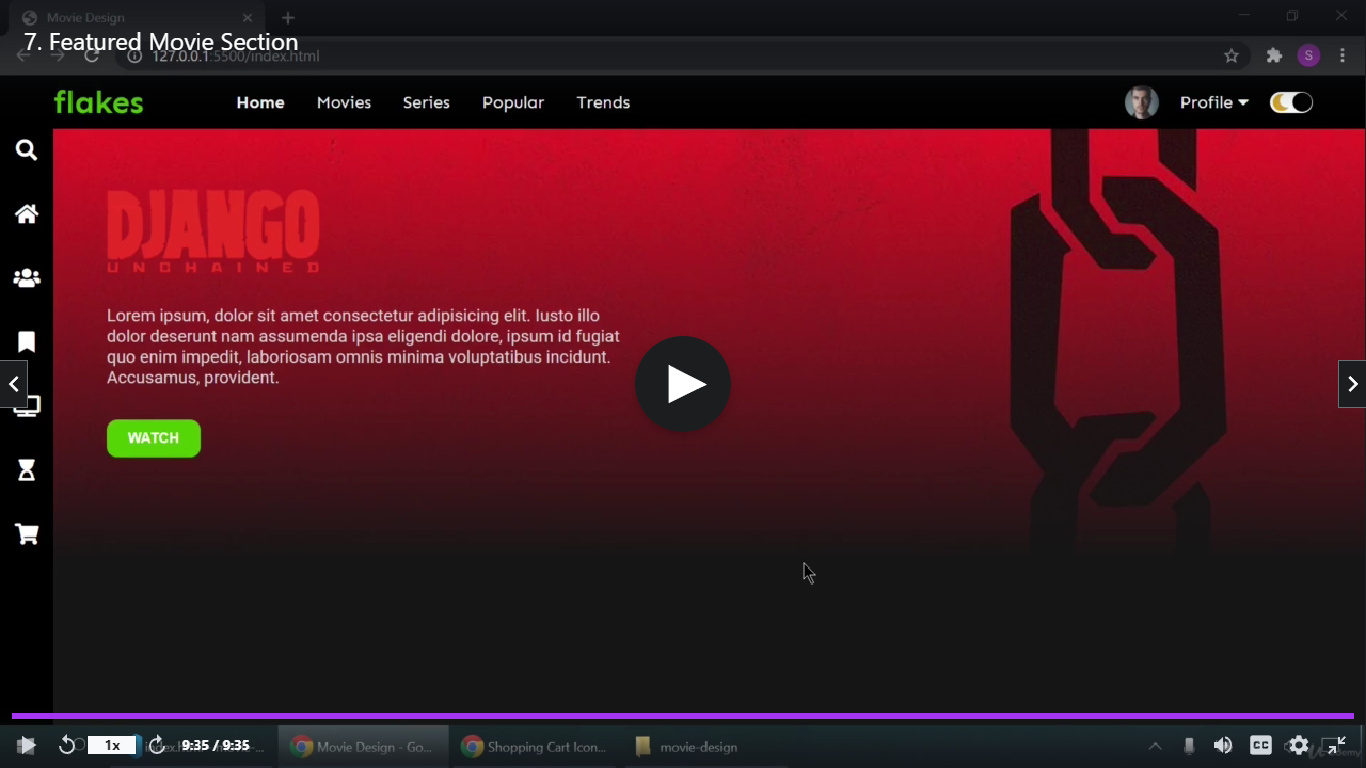 Movie Design
7. Featured Movie Section
127.0.0.1:5500/index.html
S
flakes
Home Movies Series Popular Trends
Profile
DJANGO
UNCHAINED
Lorem ipsum, dolor sit amet consectetur adipisicing elit. Iusto illo
dolor deserunt nam assumenda ipsa eligendi dolore, ipsum id fugiat
quo enim impedit, laboriosam omnis minima voluptatibus incidunt.
Accusamus, provident.
WATCH
1x 9:35 / 9:35 Movie Design - Go... Shopping Cart Icon... movie-design CC